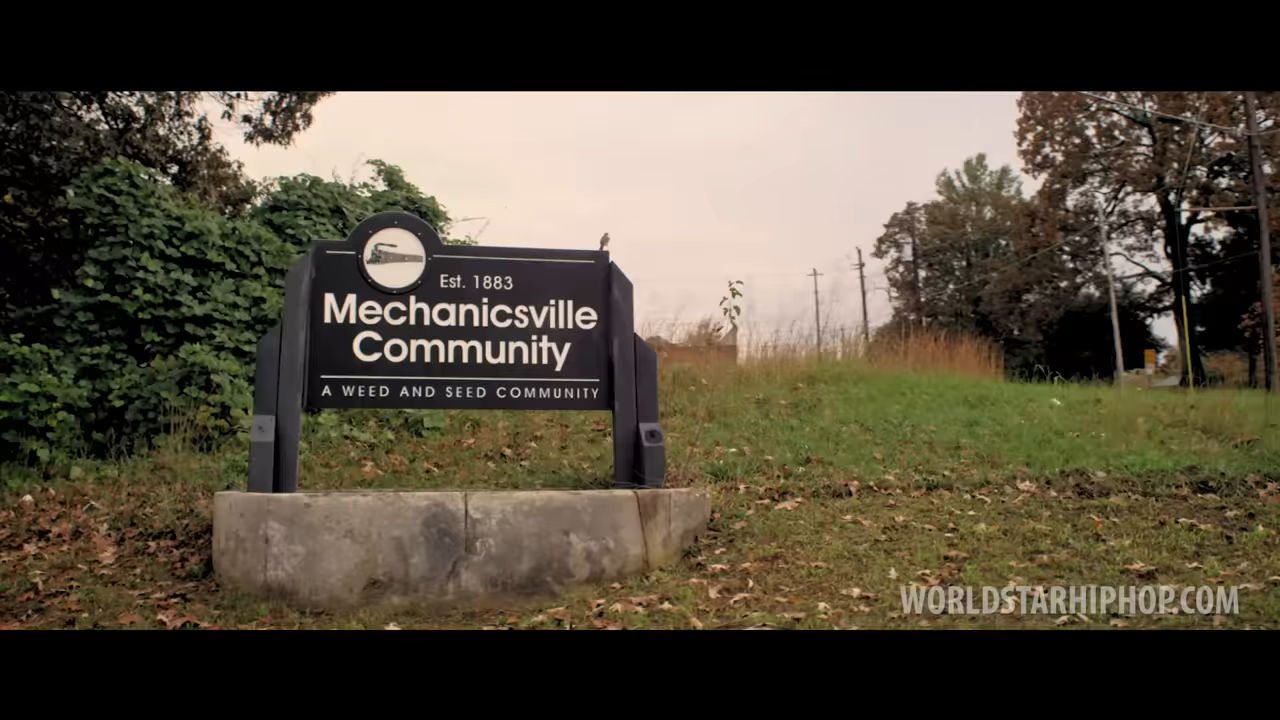 Est. 1883
Mechanicsville
Community
A WEED AND SEED COMMUNITY
WORLDSTARHIPHOP.COM